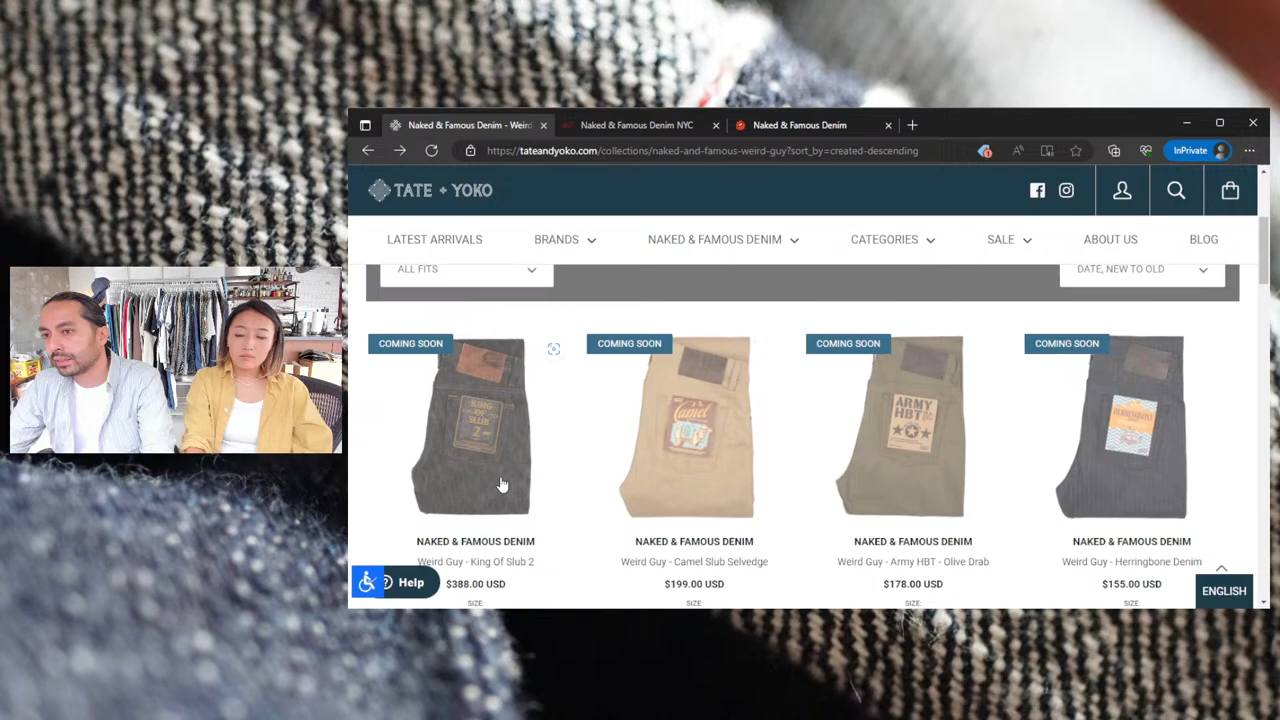 Naked & Famous Denim - Weird
Naked & Famous Denim NYC
Naked & Famous Denim
https://tateandyoko.com/collections/naked-and-famous-weird-guy?sort_by=created-descending
InPrivate
TATE + YOKO
LATEST ARRIVALS
BRANDS
NAKED & FAMOUS DENIM
CATEGORIES
SALE
ABOUT US
BLOG
ALL FITS
DATE, NEW TO OLD
COMING SOON
COMING SOON
COMING SOON
COMING SOON
KING
OF
SLUB
2
Camel
ARMY
HBT
NAKED & FAMOUS DENIM
NAKED & FAMOUS DENIM
NAKED & FAMOUS DENIM
NAKED & FAMOUS DENIM
Weird Guy - King Of Slub 2
Weird Guy - Camel Slub Selvedge
Weird Guy - Army HBT - Olive Drab
Weird Guy - Herringbone Denim
$388.00 USD
$199.00 USD
$178.00 USD
$155.00 USD
SIZE:
SIZE:
SIZE:
SIZE:
Help
ENGLISH